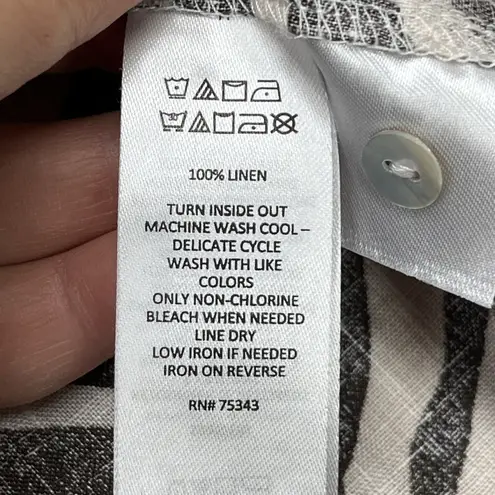 100% LINEN
TURN INSIDE OUT
MACHINE WASH COOL –
DELICATE CYCLE
WASH WITH LIKE
COLORS
ONLY NON-CHLORINE
BLEACH WHEN NEEDED
LINE DRY
LOW IRON IF NEEDED
IRON ON REVERSE
RN# 75343